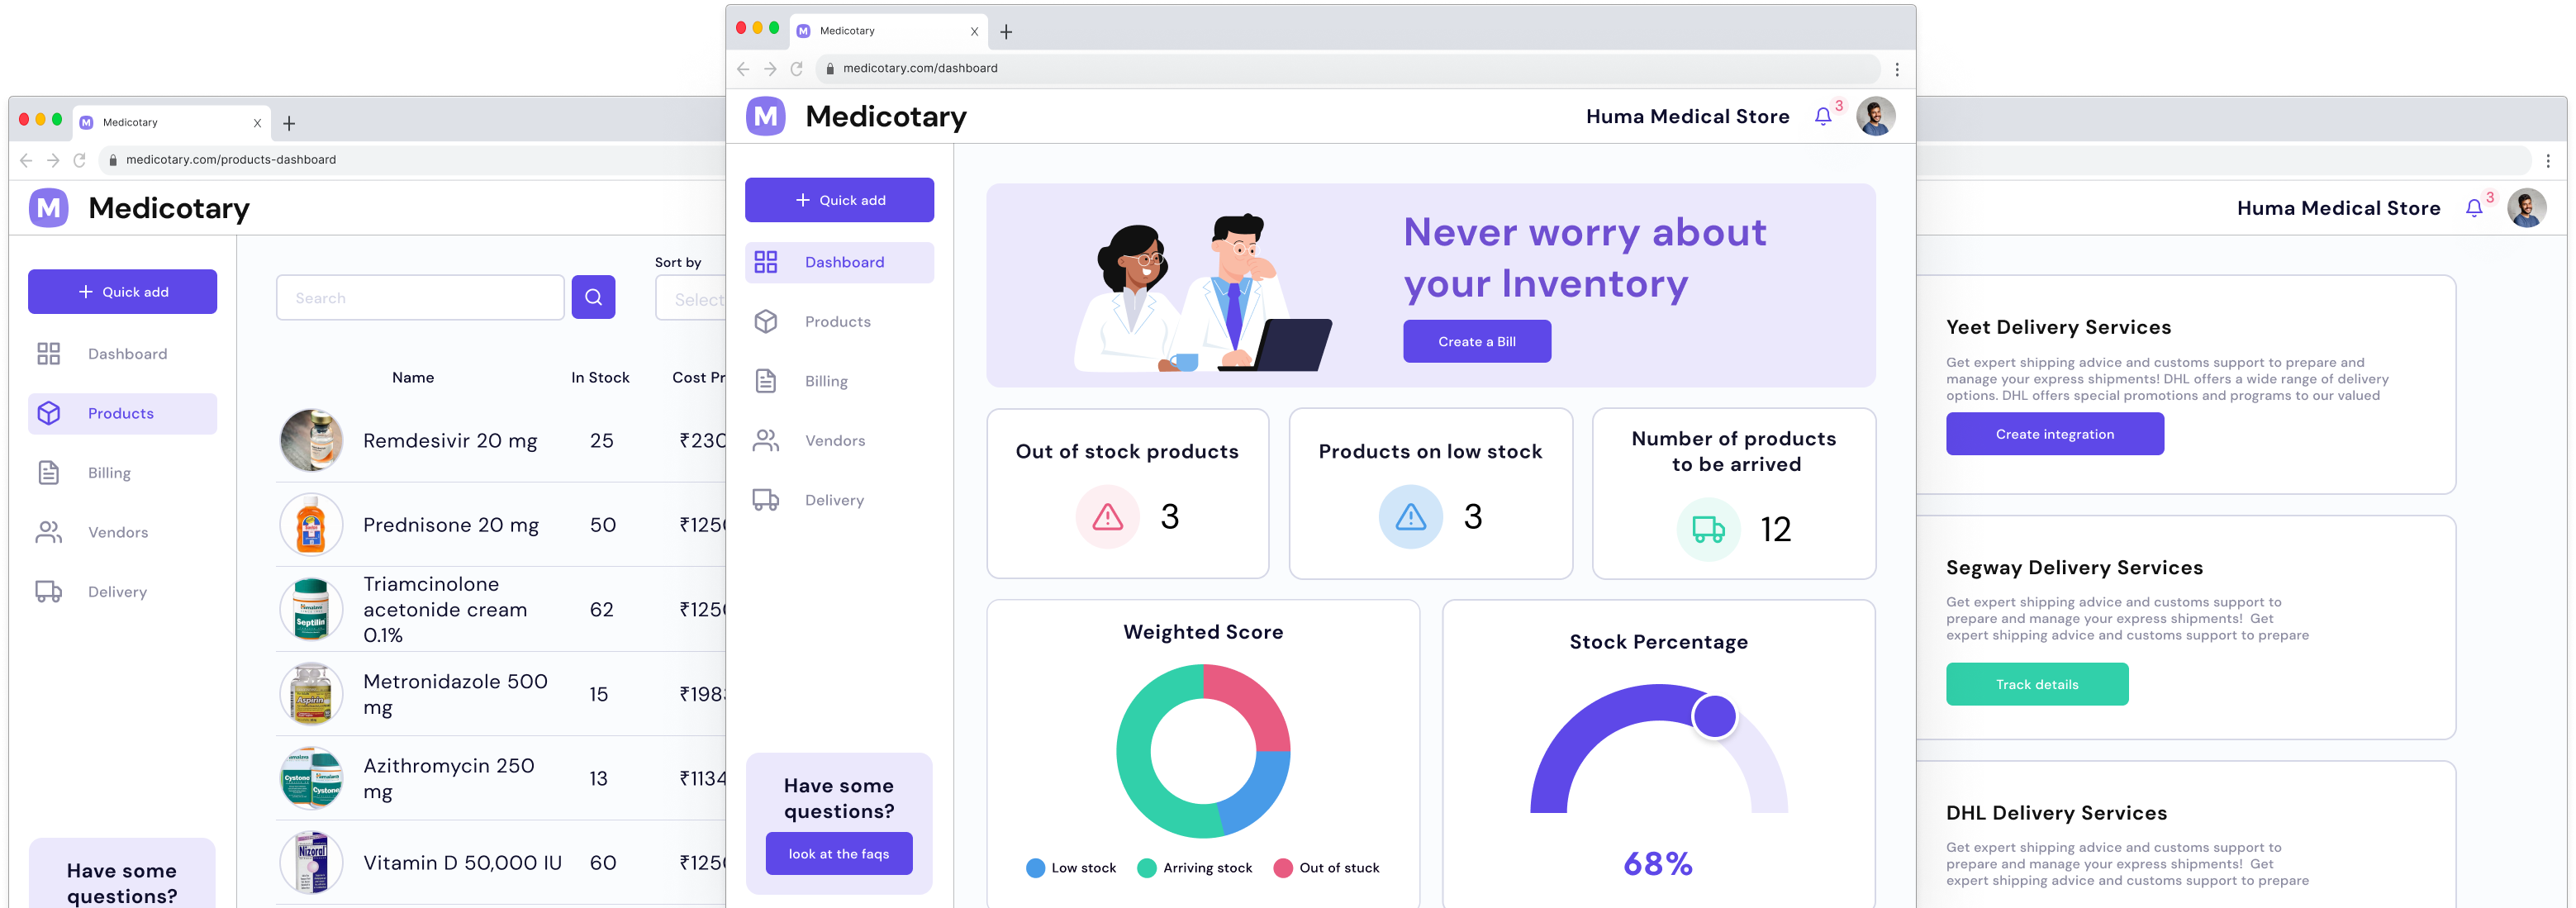 Medicotary
medicotary.com/products-dashboard
M Medicotary
Quick add
Dashboard
Products
Billing
Vendors
Delivery
Have some
questions?
Search
Sort by
Select
Name
In Stock
Cost Pr
Remdesivir 20 mg
25
₹230
Prednisone 20 mg
50
₹1250
Triamcinolone
acetonide cream
0.1%
62
₹1250
Metronidazole 500
mg
15
₹1983
Azithromycin 250
mg
13
₹1134
Vitamin D 50,000 IU
60
₹1250
Septilin
Aspirin
Cystone
Cystone
Nizoral
Medicotary
medicotary.com/dashboard
M Medicotary
Huma Medical Store
3
Quick add
Dashboard
Products
Billing
Vendors
Delivery
Have some
questions?
look at the faqs
Never worry about
your Inventory
Create a Bill
Out of stock products
3
Products on low stock
3
Number of products
to be arrived
12
Weighted Score
Low stock
Arriving stock
Out of stuck
Stock Percentage
68%
Huma Medical Store
3
Yeet Delivery Services
Get expert shipping advice and customs support to prepare and
manage your express shipments! DHL offers a wide range of delivery
options. DHL offers special promotions and programs to our valued
Create integration
Segway Delivery Services
Get expert shipping advice and customs support to
prepare and manage your express shipments!  Get
expert shipping advice and customs support to prepare
Track details
DHL Delivery Services
Get expert shipping advice and customs support to
prepare and manage your express shipments!  Get
expert shipping advice and customs support to prepare